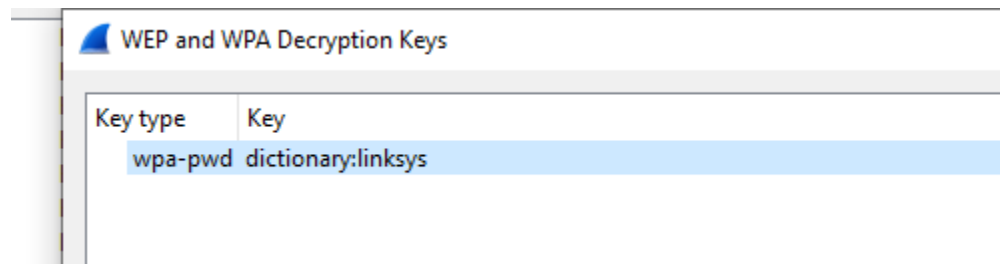 WEP and WPA Decryption Keys
Key type Key
wpa-pwd dictionary:linksys